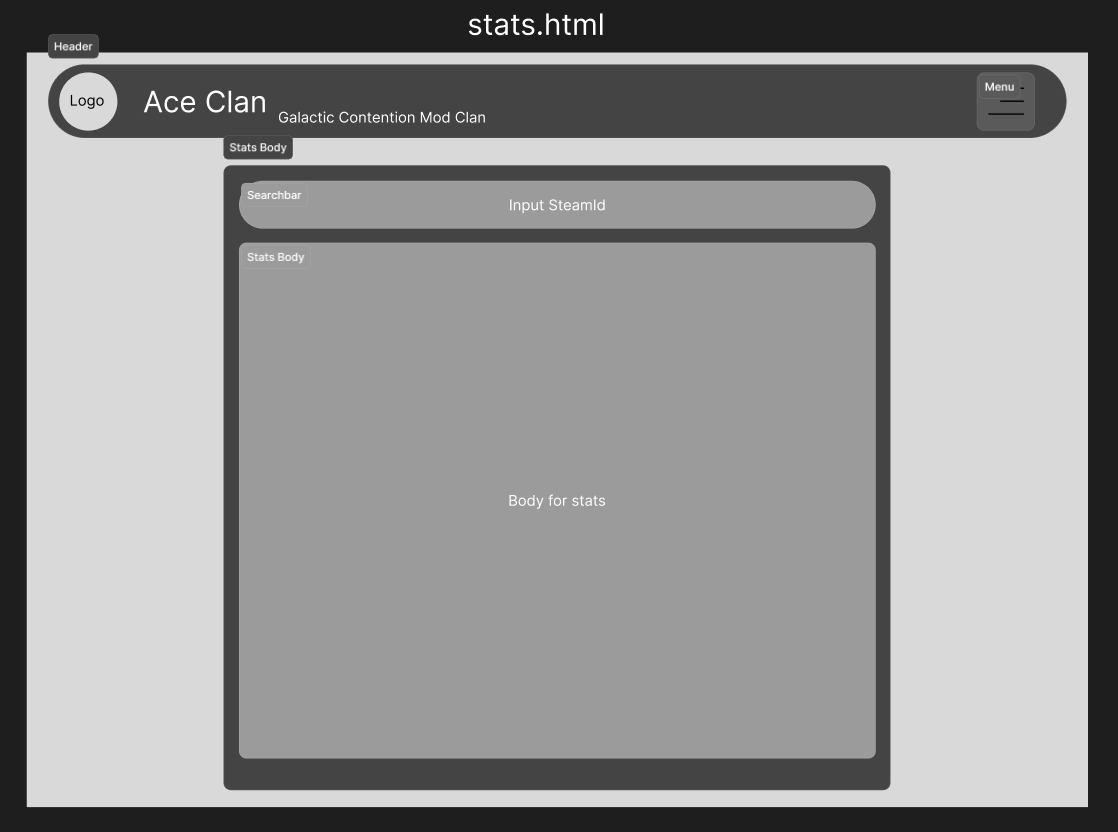 stats.html
Header
Logo
Ace Clan
Galactic Contention Mod Clan
Menu
Stats Body
Searchbar
Input SteamId
Stats Body
Body for stats